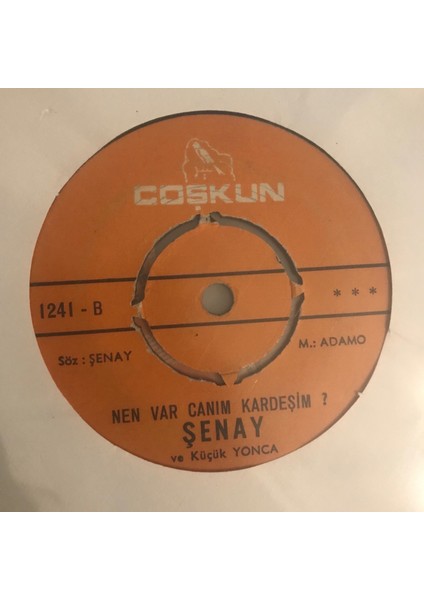 COŞKUN
1241 - B
* * *
Söz : ŞENAY
M.: ADAMO
NEN VAR CANIM KARDEŞİM ?
ŞENAY
ve Küçük YONCA